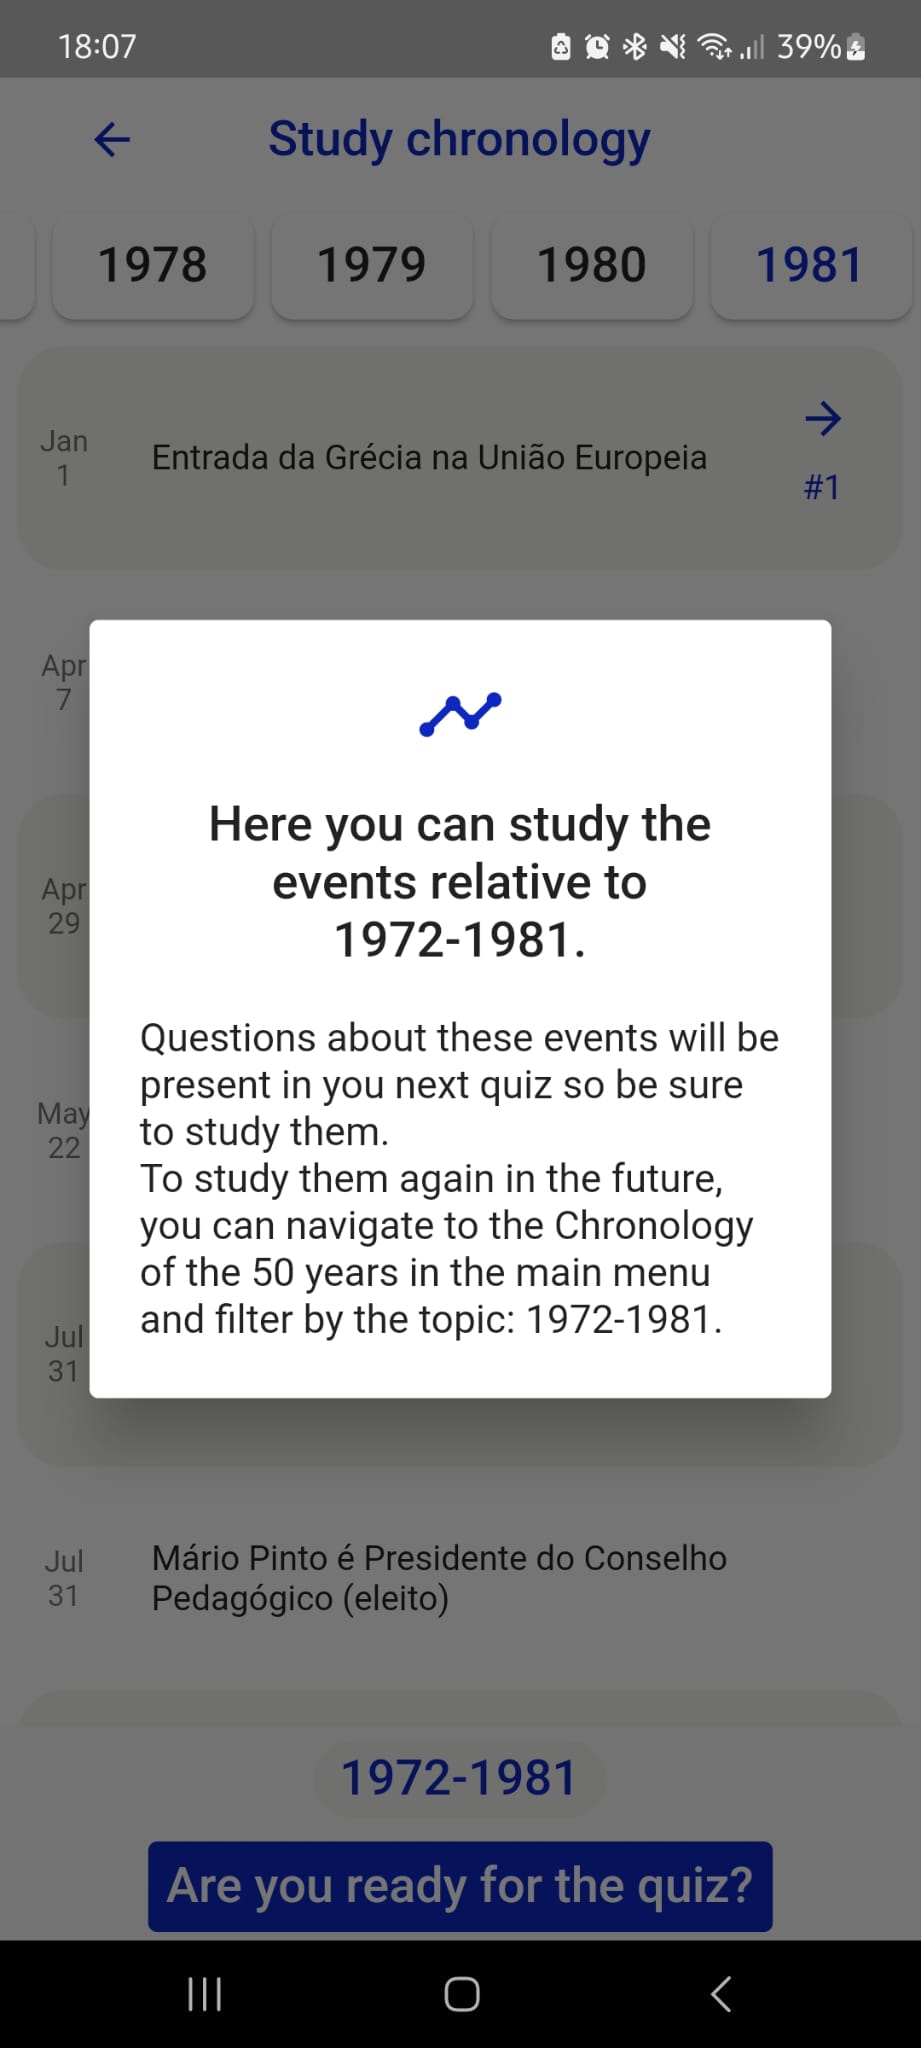 18:07
39%
Study chronology
1978
1979
1980
1981
Jan
1
Entrada da Grécia na União Europeia
#1
Apr
7
Here you can study the
events relative to
1972-1981.
Apr
29
Questions about these events will be
present in you next quiz so be sure
to study them.
May
22
To study them again in the future,
you can navigate to the Chronology
of the 50 years in the main menu
and filter by the topic: 1972-1981.
Jul
31
Jul
31
Mário Pinto é Presidente do Conselho
Pedagógico (eleito)
1972-1981
Are you ready for the quiz?